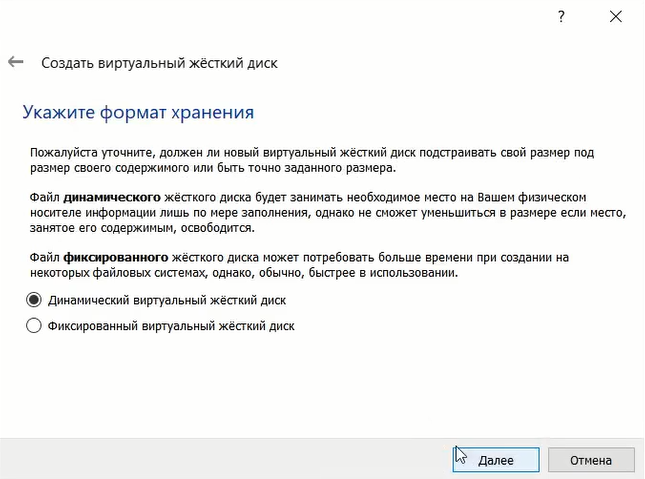 ?
Создать виртуальный жёсткий диск
Укажите формат хранения
Пожалуйста уточните, должен ли новый виртуальный жёсткий диск подстраивать свой размер под
размер своего содержимого или быть точно заданного размера.
Файл динамического жёсткого диска будет занимать необходимое место на Вашем физическом
носителе информации лишь по мере заполнения, однако не сможет уменьшиться в размере если место,
занятое его содержимым, освободится.
Файл фиксированного жёсткого диска может потребовать больше времени при создании на
некоторых файловых системах, однако, обычно, быстрее в использовании.
Динамический виртуальный жёсткий диск
Фиксированный виртуальный жёсткий диск
Далее
Отмена